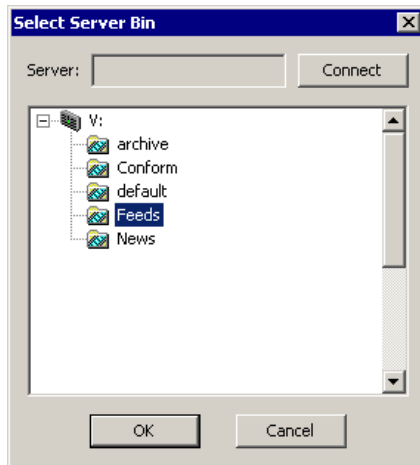 Select Server Bin
Server: Connect
V:
archive
Conform
default
Feeds
News
OK Cancel